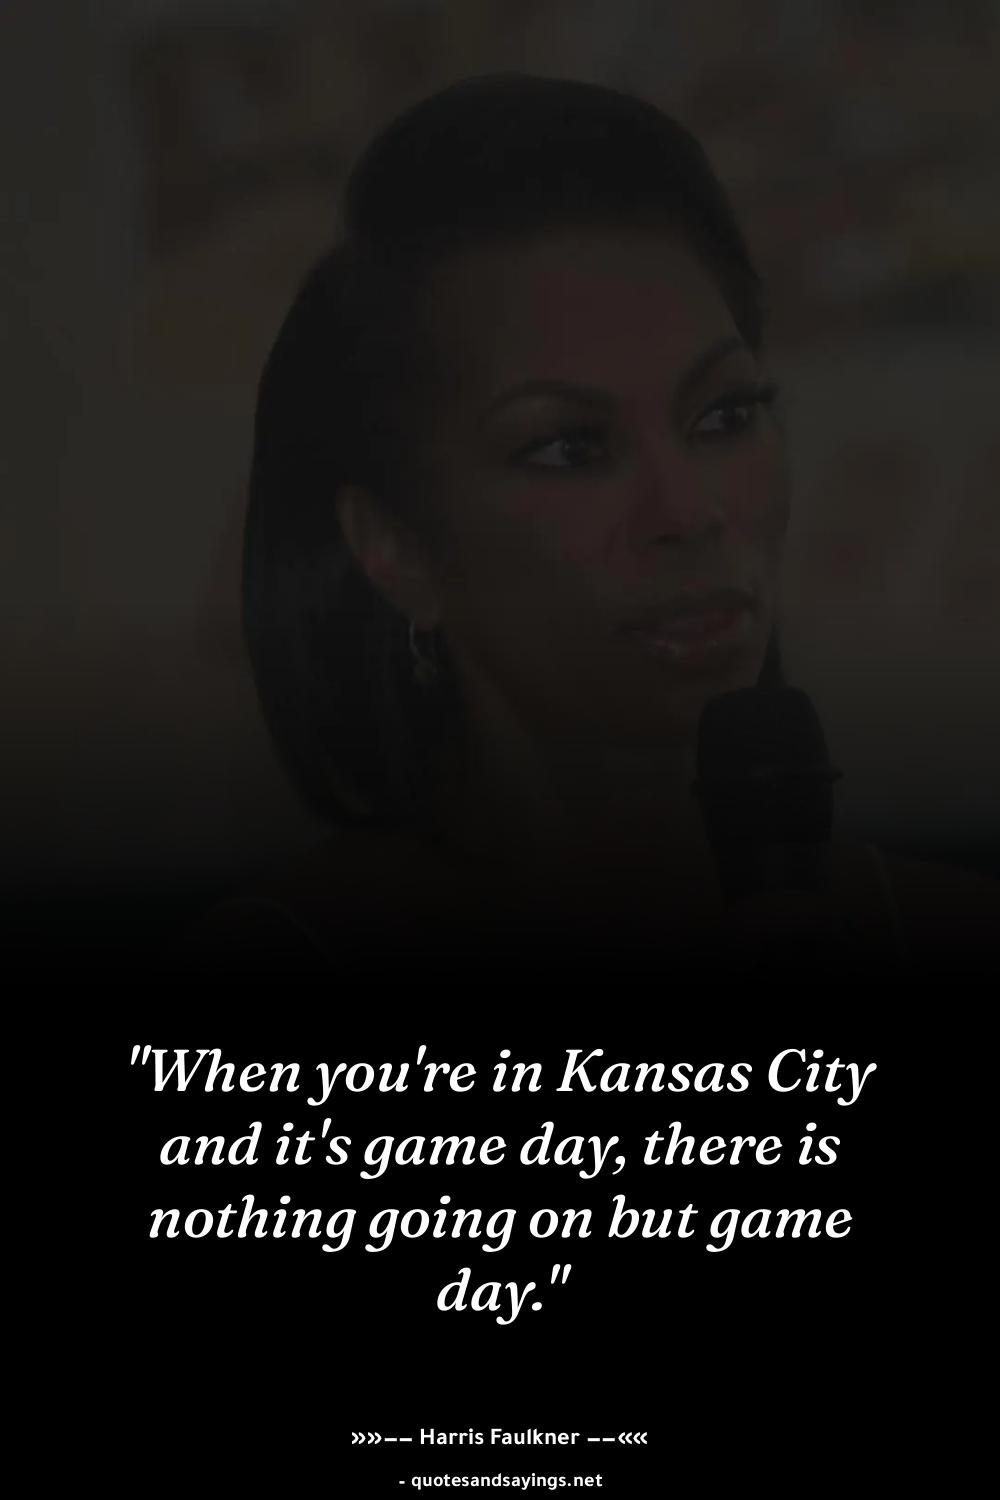 "When you're in Kansas City
and it's game day, there is
nothing going on but game
day."
»»−− Harris Faulkner −−««
- quotesandsayings.net